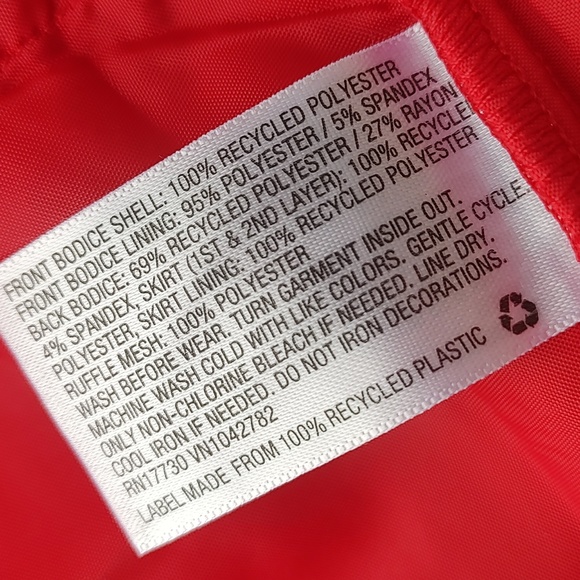 FRONT BODICE SHELL: 100% RECYCLED POLYESTER
FRONT BODICE LINING: 95% POLYESTER / 5% SPANDEX
BACK BODICE: 69% RECYCLED POLYESTER / 27% RAYON
4% SPANDEX, SKIRT (1ST & 2ND LAYER): 100% RECYCLED
POLYESTER, SKIRT LINING: 100% RECYCLED POLYESTER
RUFFLE MESH: 100% POLYESTER
WASH BEFORE WEAR. TURN GARMENT INSIDE OUT.
MACHINE WASH COLD WITH LIKE COLORS. GENTLE CYCLE.
ONLY NON-CHLORINE BLEACH IF NEEDED. LINE DRY.
COOL IRON IF NEEDED. DO NOT IRON DECORATIONS.
RN17730 VN1042782
LABEL MADE FROM 100% RECYCLED PLASTIC